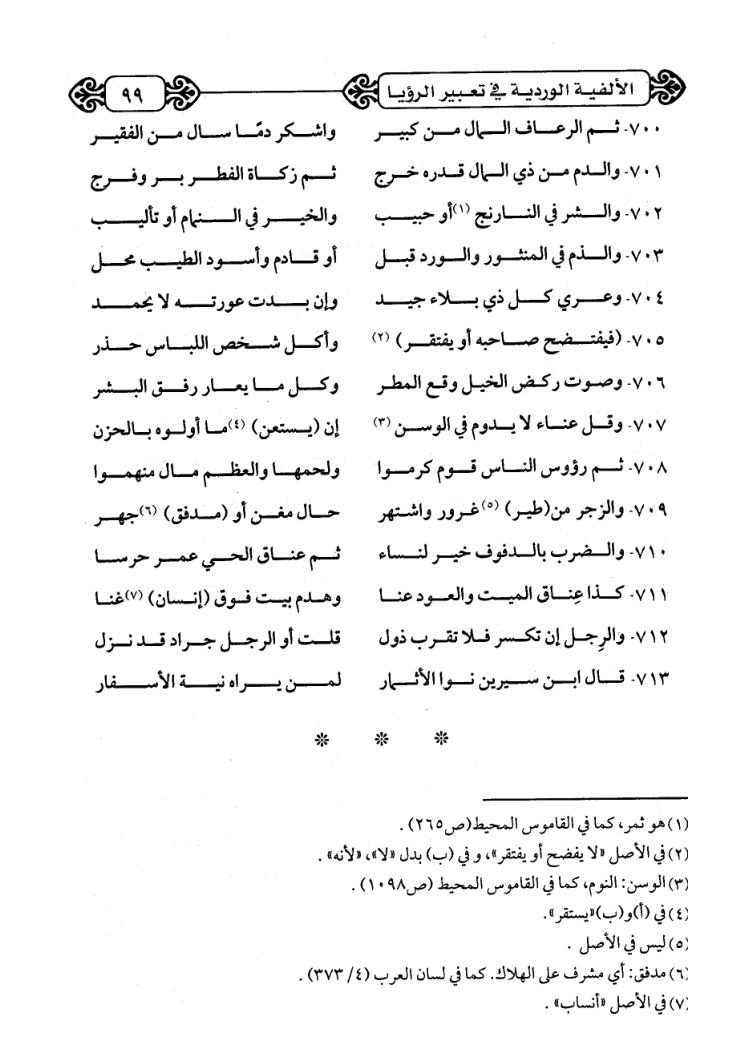 الألفية الوردية في تعبير الرؤيا ٩٩
٧٠٠- ثم الرعاف المال من كبير واشكر دمًا سال من الفقير
٧٠١- والدم من ذي المال قدره خرج ثم زكاة الفطر بر وفرج
٧٠٢- والشر في النارنج (١) أو حبيب والخير في النمام أو تأليب
٧٠٣- والذم في المنثور والورد قبل أو قادم وأسود الطيب محل
٧٠٤- وعري كل ذي بلاء جيد وإن بدت عورته لا يحمد
٧٠٥- (فيفتضح صاحبه أو يفتقر) (٢) وأكل شخص اللباس حذر
٧٠٦- وصوت ركض الخيل وقع المطر وكل ما يعار رفق البشر
٧٠٧- وقل عناء لا يدوم في الوسن (٣) إن (يستعن) (٤) ما أولوه بالحزن
٧٠٨- ثم رؤوس الناس قوم كرموا ولحمها والعظم مال منهموا
٧٠٩- والزجر من (طير) (٥) غرور واشتهر حال مغن أو (مدفق) (٦) جهر
٧١٠- والضرب بالدفوف خير لنساء ثم عناق الحي عمر حرسا
٧١١- كذا عِناق الميت والعود عنا وهدم بيت فوق (إنسان) (٧) غنا
٧١٢- والرِجل إن تكسر فلا تقرب ذول قلت أو الرجل جراد قد نزل
٧١٣- قال ابن سيرين نوا الأثمار لمن يراه نية الأسفار
* * *
(١) هو ثمر، كما في القاموس المحيط (ص٢٦٥) .
(٢) في الأصل «لا يفضح أو يفتقر»، و في (ب) بدل «لا»، «لأنه» .
(٣) الوسن: النوم، كما في القاموس المحيط (ص١٠٩٨) .
(٤) في (أ) و(ب) «يستقر».
(٥) ليس في الأصل .
(٦) مدفق: أي مشرف على الهلاك. كما في لسان العرب (٤/ ٣٧٣) .
(٧) في الأصل «أنساب» .